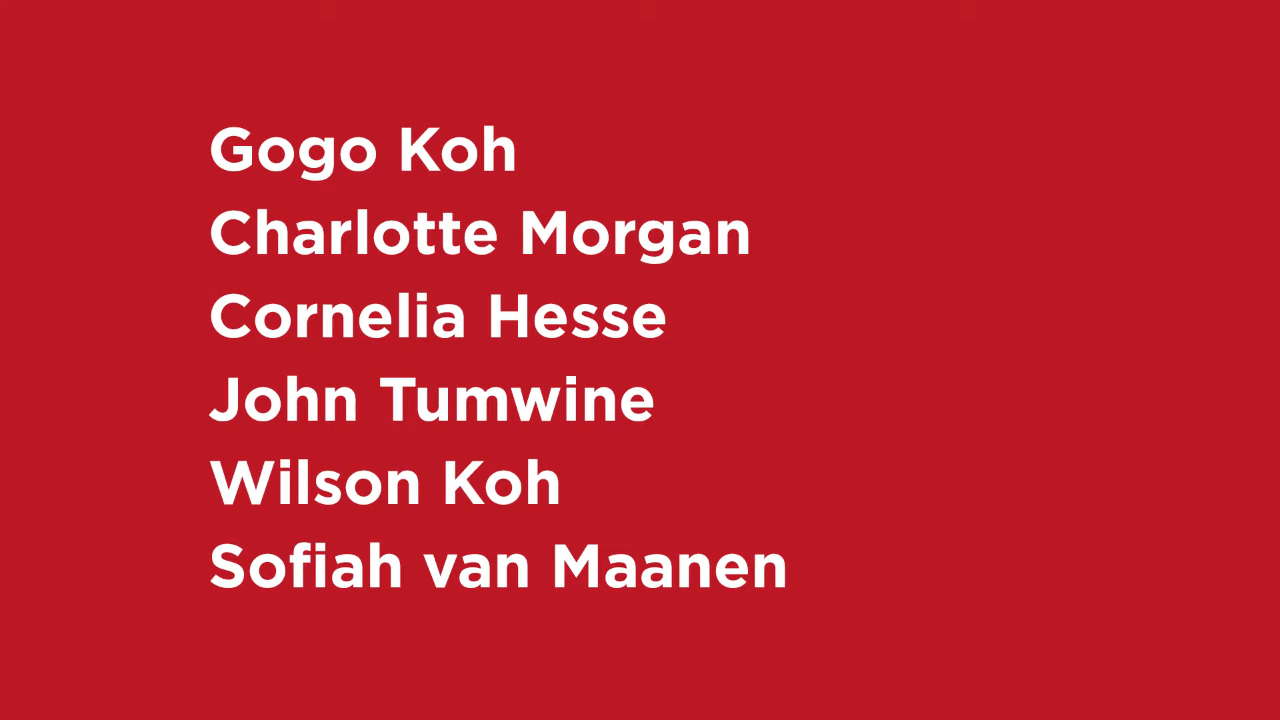 Gogo Koh
Charlotte Morgan
Cornelia Hesse
John Tumwine
Wilson Koh
Sofiah van Maanen